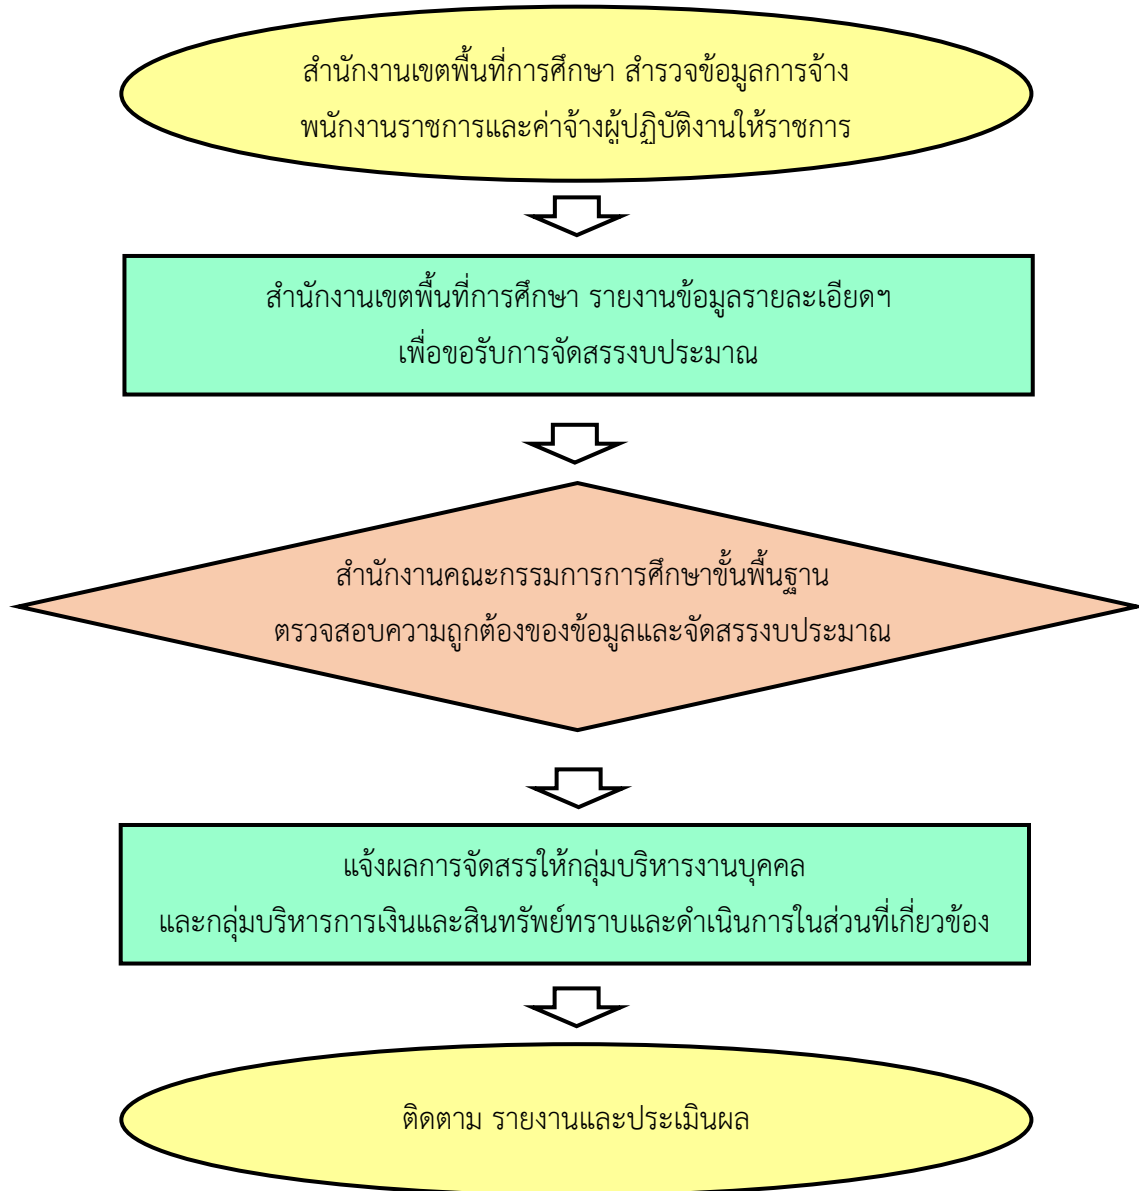 สำนักงานเขตพื้นที่การศึกษา สำรวจข้อมูลการจ้าง
พนักงานราชการและค่าจ้างผู้ปฏิบัติงานให้ราชการ
สำนักงานเขตพื้นที่การศึกษา รายงานข้อมูลรายละเอียดฯ
เพื่อขอรับการจัดสรรงบประมาณ
สำนักงานคณะกรรมการการศึกษาขั้นพื้นฐาน
ตรวจสอบความถูกต้องของข้อมูลและจัดสรรงบประมาณ
แจ้งผลการจัดสรรให้กลุ่มบริหารงานบุคคล
และกลุ่มบริหารการเงินและสินทรัพย์ทราบและดำเนินการในส่วนที่เกี่ยวข้อง
ติดตาม รายงานและประเมินผล